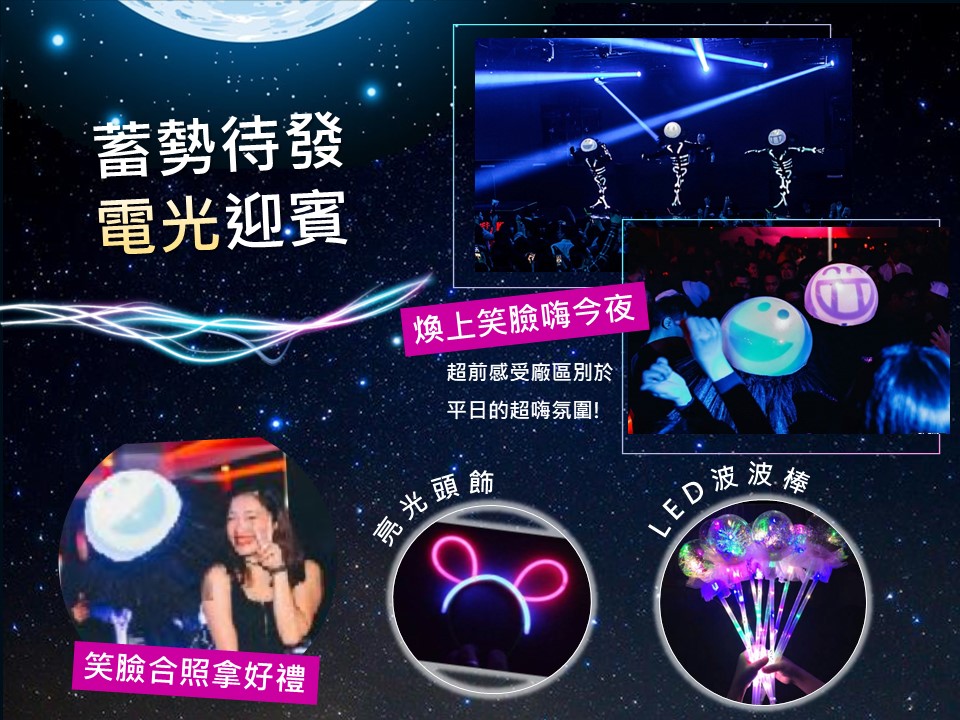 蓄勢待發
電光迎賓
煥上笑臉嗨今夜
超前感受廠區別於
平日的超嗨氛圍!
亮光頭飾
LED波波棒
笑臉合照拿好禮